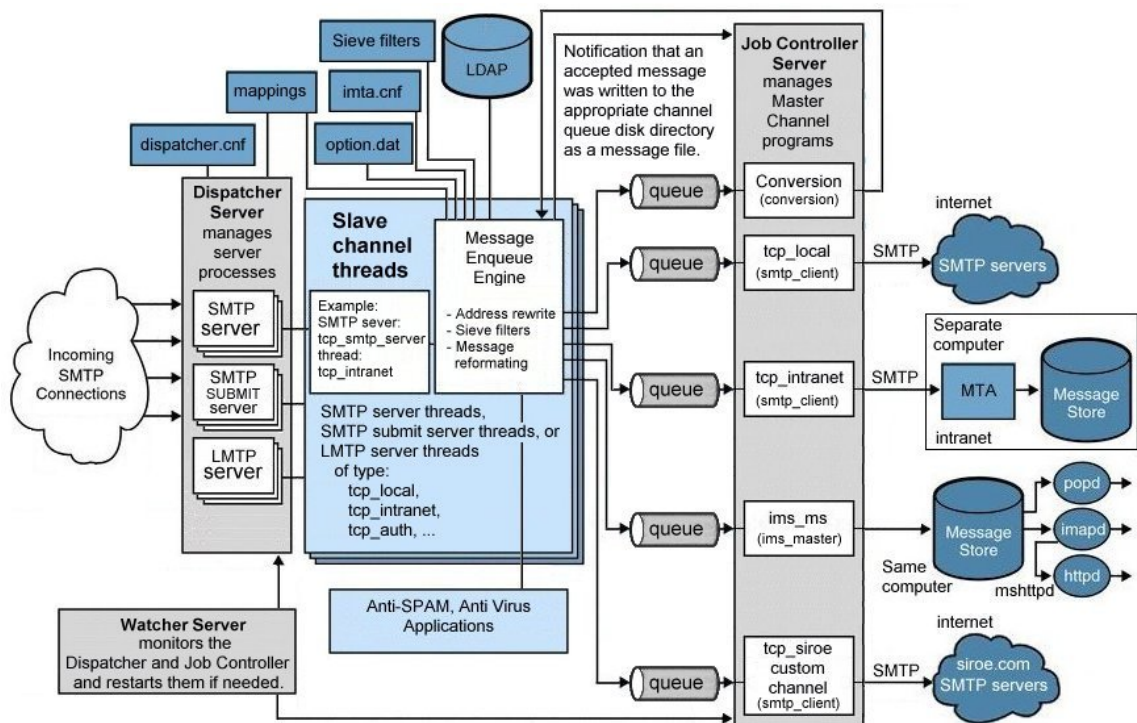 Sieve filters
LDAP
mappings
imta.cnf
dispatcher.cnf
option.dat
Notification that an
accepted message
was written to the
appropriate channel
queue disk directory
as a message file.
Job Controller
Server
manages
Master
Channel
programs
Dispatcher
Server
manages
server
processes
SMTP
server
SMTP
SUBMIT
server
LMTP
server
Incoming
SMTP
Connections
Slave
channel
threads
Example:
SMTP sever:
tcp_smtp_server
thread:
tcp_intranet
Message
Enqueue
Engine
- Address rewrite
- Sieve filters
- Message
reformating
SMTP server threads,
SMTP submit server threads, or
LMTP server threads
of type:
tcp_local,
tcp_intranet,
tcp_auth, ...
Anti-SPAM, Anti Virus
Applications
Watcher Server
monitors the
Dispatcher and Job Controller
and restarts them if needed.
queue
Conversion
(conversion)
queue
tcp_local
(smtp_client)
SMTP
internet
SMTP servers
queue
tcp_intranet
(smtp_client)
SMTP
Separate
computer
MTA
intranet
Message
Store
queue
ims_ms
(ims_master)
Same
computer
Message
Store
popd
imapd
mshttpd
httpd
queue
tcp_siroe
custom
channel
(smtp_client)
SMTP
internet
siroe.com
SMTP servers